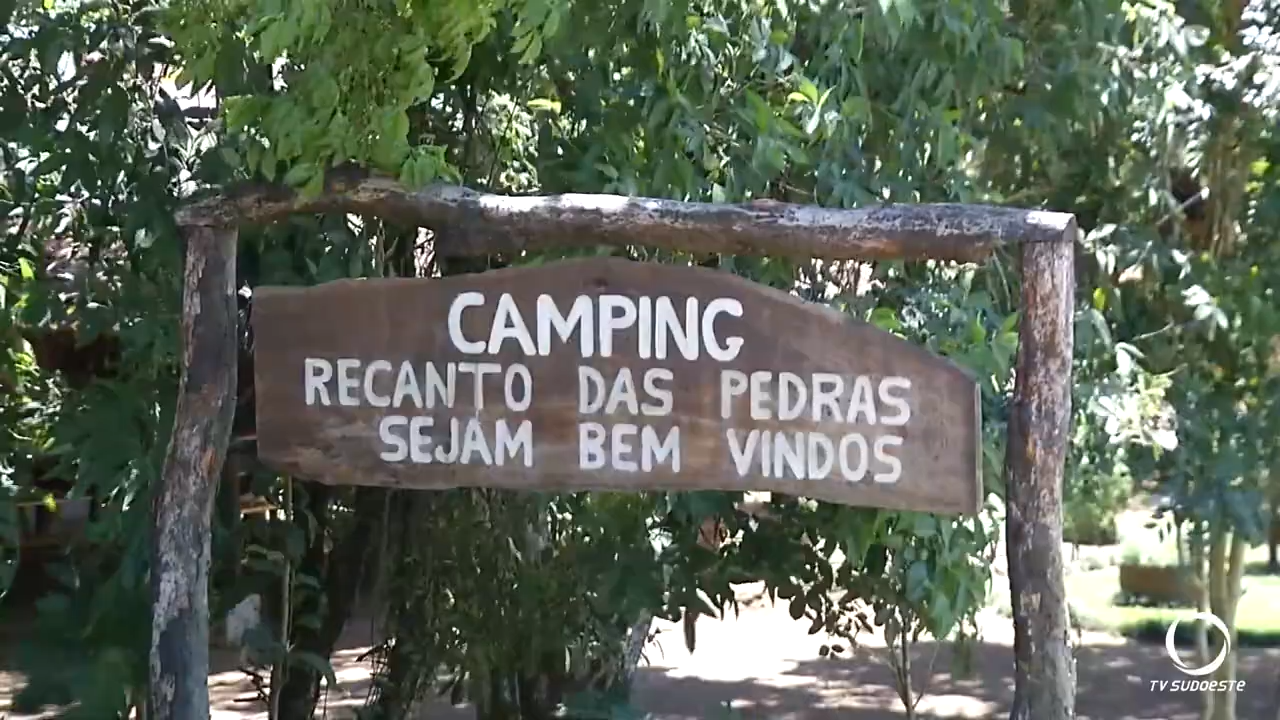 CAMPING
RECANTO DAS PEDRAS
SEJAM BEM VINDOS
TV SUDOESTE